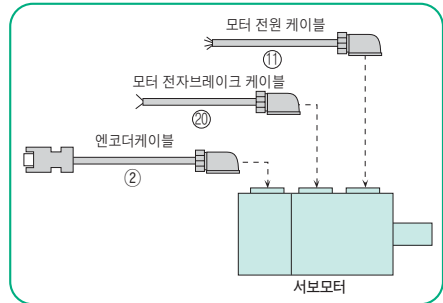 모터 전원 케이블
⑪
모터 전자브레이크 케이블
⑳
엔코더케이블
②
서보모터